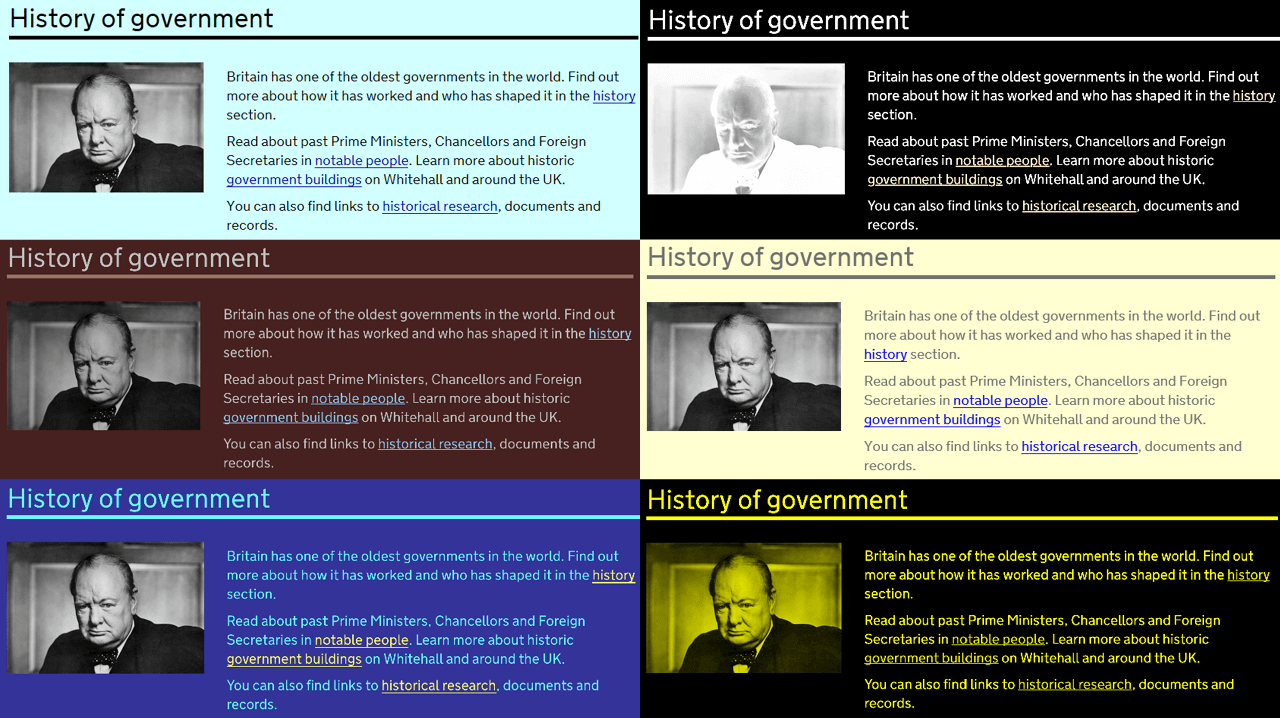 History of government
Britain has one of the oldest governments in the world. Find out
more about how it has worked and who has shaped it in the history
section.
Read about past Prime Ministers, Chancellors and Foreign
Secretaries in notable people. Learn more about historic
government buildings on Whitehall and around the UK.
You can also find links to historical research, documents and
records.
History of government
Britain has one of the oldest governments in the world. Find out
more about how it has worked and who has shaped it in the history
section.
Read about past Prime Ministers, Chancellors and Foreign
Secretaries in notable people. Learn more about historic
government buildings on Whitehall and around the UK.
You can also find links to historical research, documents and
records.
History of government
Britain has one of the oldest governments in the world. Find out
more about how it has worked and who has shaped it in the history
section.
Read about past Prime Ministers, Chancellors and Foreign
Secretaries in notable people. Learn more about historic
government buildings on Whitehall and around the UK.
You can also find links to historical research, documents and
records.
History of government
Britain has one of the oldest governments in the world. Find out
more about how it has worked and who has shaped it in the
history section.
Read about past Prime Ministers, Chancellors and Foreign
Secretaries in notable people. Learn more about historic
government buildings on Whitehall and around the UK.
You can also find links to historical research, documents and
records.
History of government
Britain has one of the oldest governments in the world. Find out
more about how it has worked and who has shaped it in the history
section.
Read about past Prime Ministers, Chancellors and Foreign
Secretaries in notable people. Learn more about historic
government buildings on Whitehall and around the UK.
You can also find links to historical research, documents and
records.
History of government
Britain has one of the oldest governments in the world. Find out
more about how it has worked and who has shaped it in the history
section.
Read about past Prime Ministers, Chancellors and Foreign
Secretaries in notable people. Learn more about historic
government buildings on Whitehall and around the UK.
You can also find links to historical research, documents and
records.